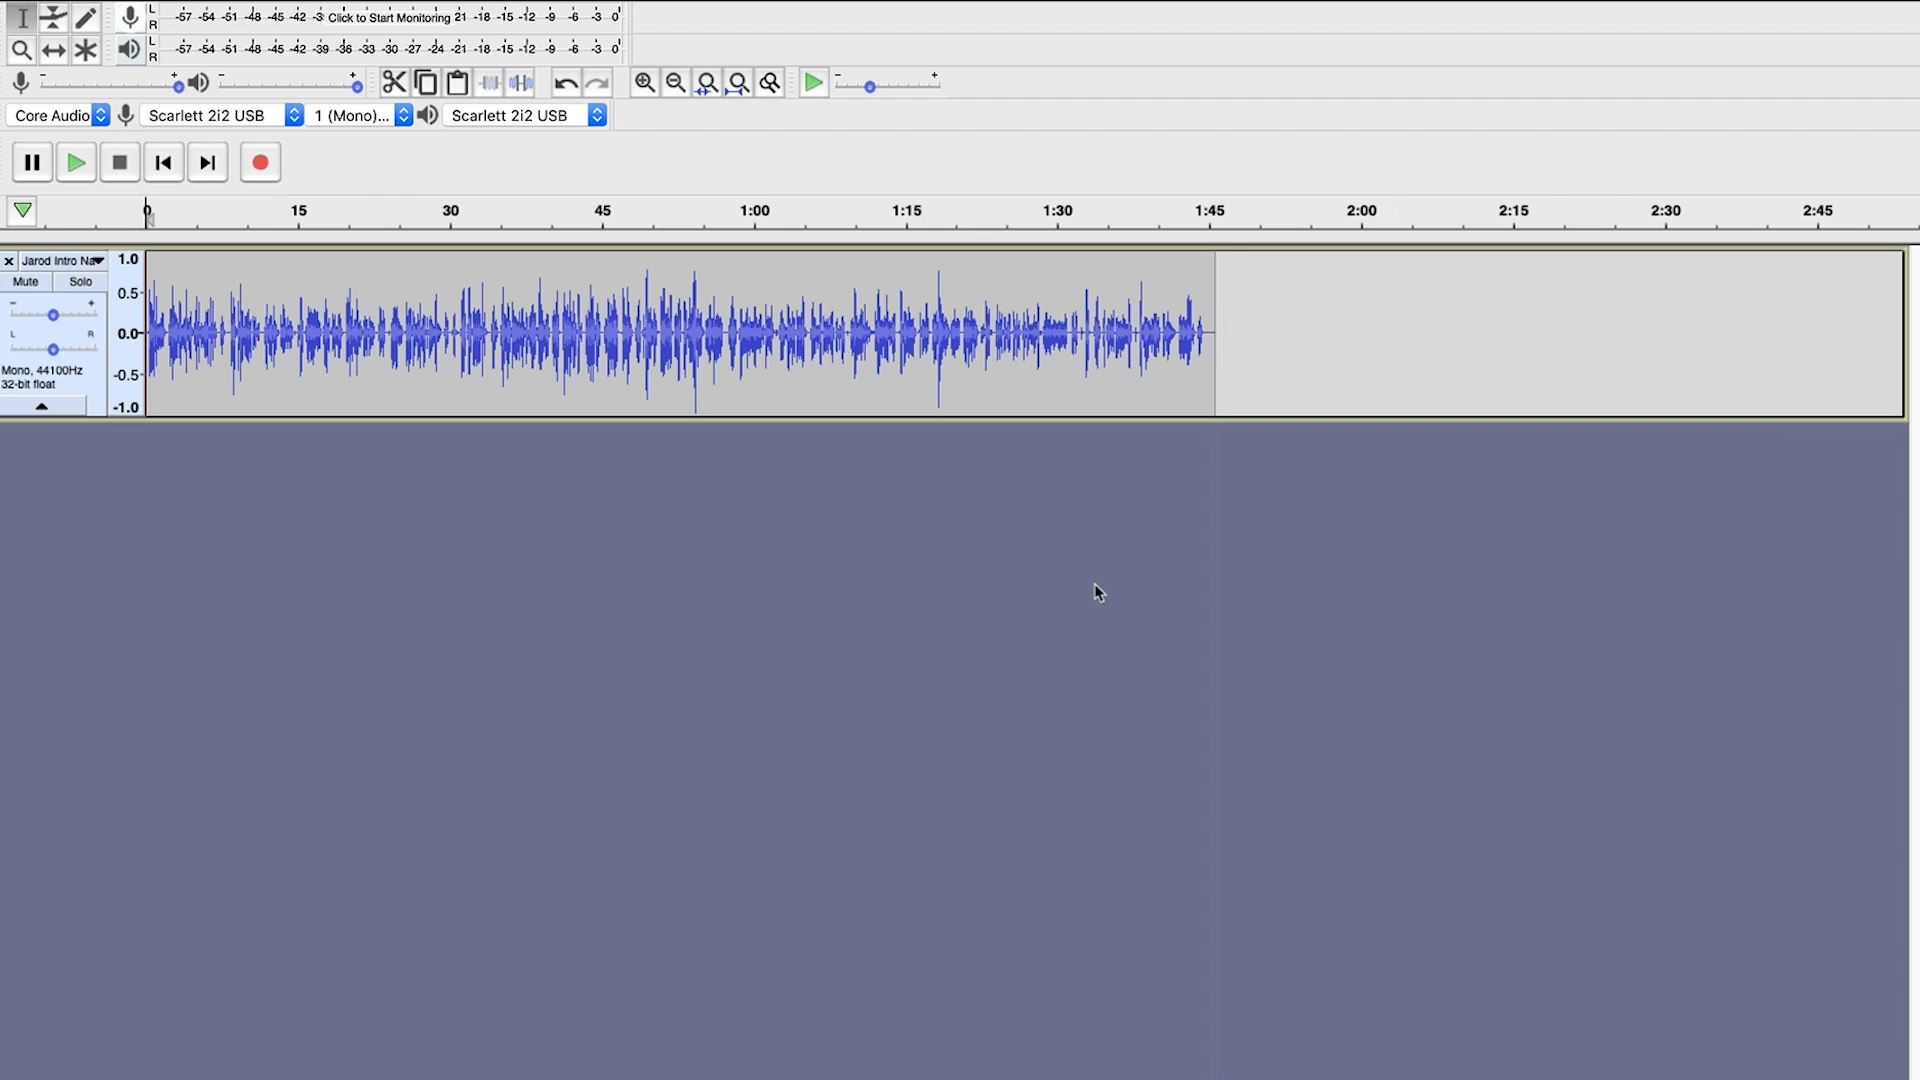 L
R
-57 -54 -51 -48 -45 -42 -3 Click to Start Monitoring 21 -18 -15 -12 -9 -6 -3 0
L
R
-57 -54 -51 -48 -45 -42 -39 -36 -33 -30 -27 -24 -21 -18 -15 -12 -9 -6 -3 0
- + - + - +
Core Audio Scarlett 2i2 USB 1 (Mono)... Scarlett 2i2 USB
0 15 30 45 1:00 1:15 1:30 1:45 2:00 2:15 2:30 2:45
Jarod Intro Na
Mute Solo
- +
L R
Mono, 44100Hz
32-bit float
1.0
0.5
0.0
-0.5
-1.0